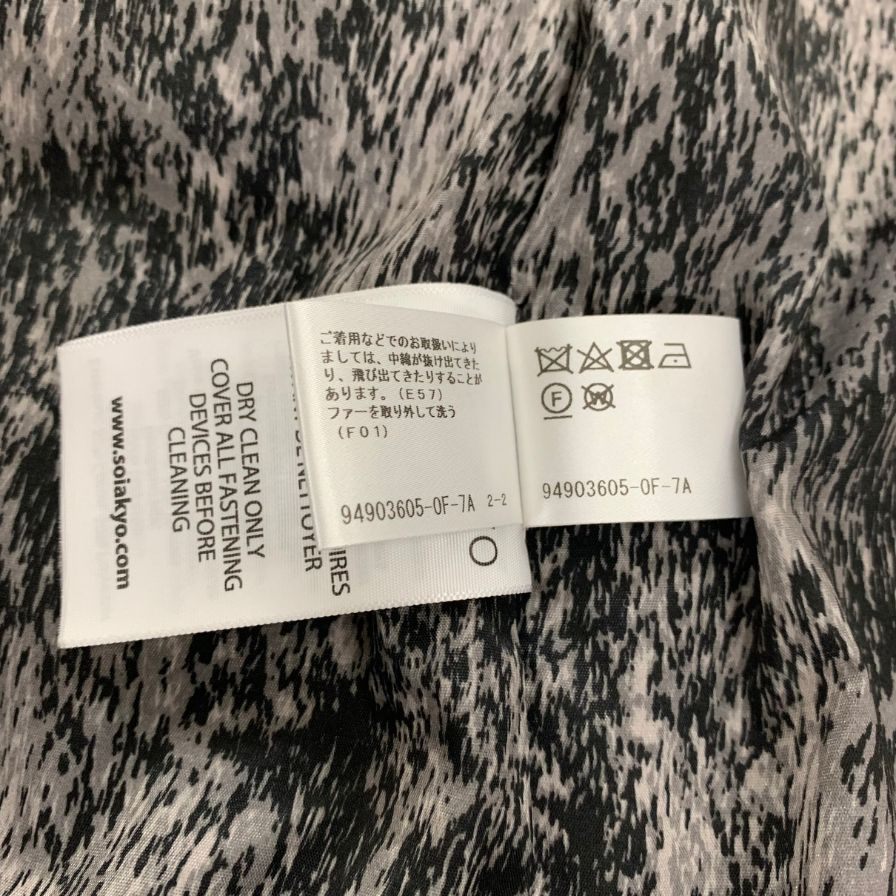 www.soiakyo.com
DRY CLEAN ONLY
COVER ALL FASTENING
DEVICES BEFORE
CLEANING
NETTOYER
IRES
O
ご着用などでのお取扱いにより
ましては、中綿が抜け出てきた
り、飛び出てきたりすることが
あります。(E57)
ファーを取り外して洗う
(F01)
94903605-0F-7A 2-2
F W
94903605-0F-7A